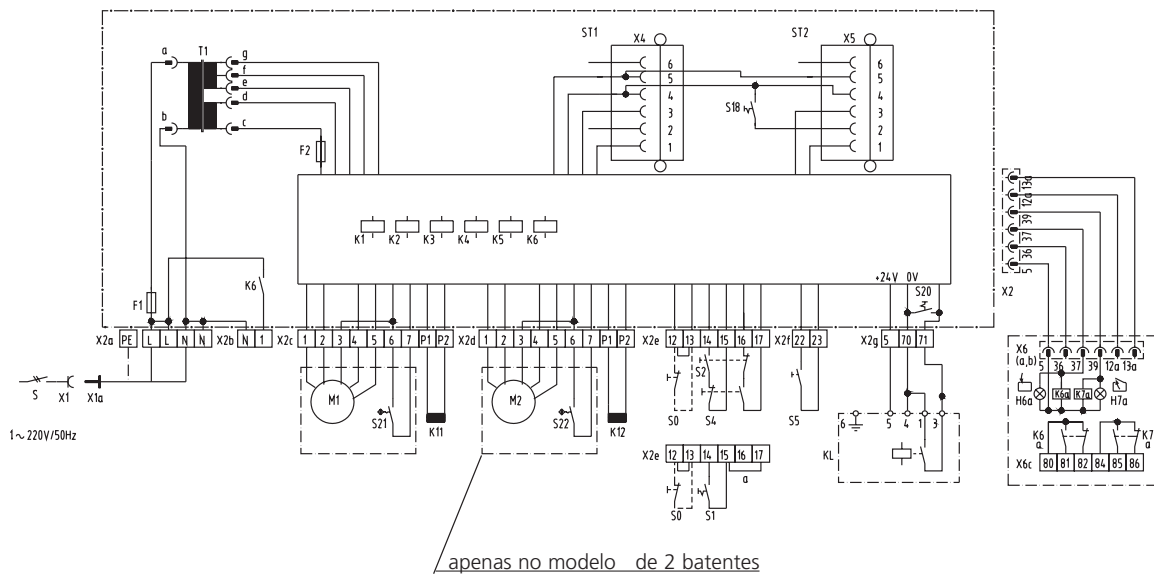 ST1
X4
ST2
X5
a
T1
g
f
e
d
b
c
F2
6
5
4
3
2
1
S18
6
5
4
3
2
1
K1
K2
K3
K4
K5
K6
13a
12a
39
37
36
5
X2
+24V 0V
S20
F1
K6
X2a PE L L N N
X2b N 1
X2c 1 2 3 4 5 6 7 P1 P2
X2d 1 2 3 4 5 6 7 P1 P2
X2e 12 13 14 15 16 17
X2f 22 23
X2g 5 70 71
S
X1
X1a
1~220V/50Hz
M1
S21
K11
M2
S22
K12
S2
S0
S4
S5
X2e 12 13 14 15 16 17
a
S0
S1
6
5
4
1
3
KL
X6
(a,b)
5
36
37
39
12a
13a
H6a
K6a
K7a
H7a
K6
a
K7
a
X6c 80 81 82 84 85 86
apenas no modelo de 2 batentes